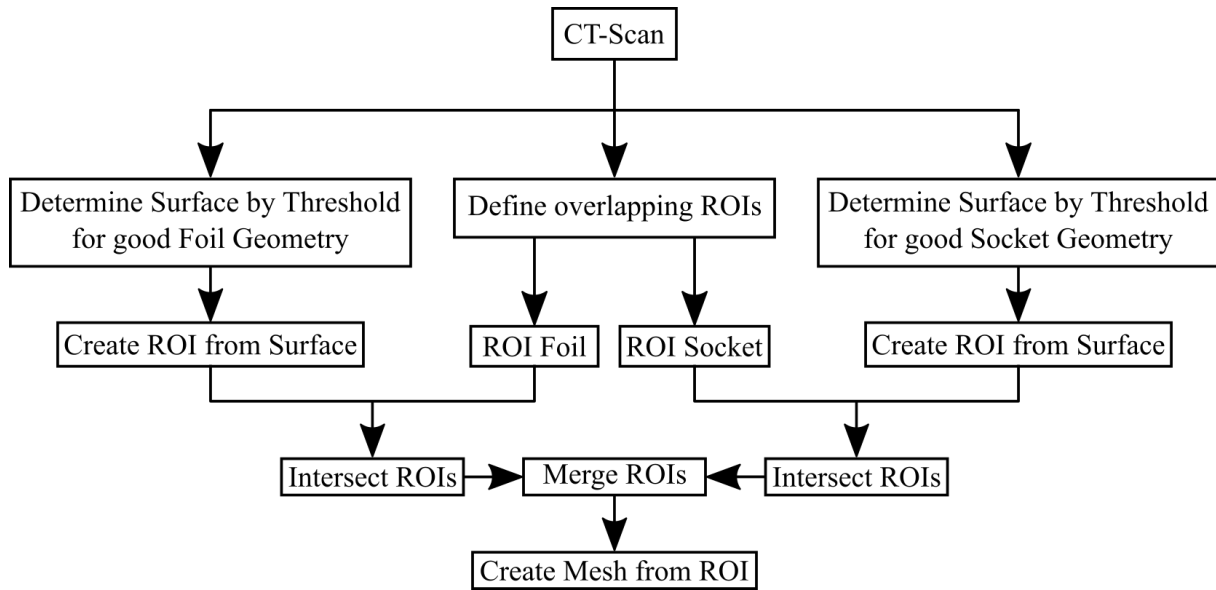 CT-Scan
Determine Surface by Threshold
for good Foil Geometry
Define overlapping ROIs
Determine Surface by Threshold
for good Socket Geometry
Create ROI from Surface
ROI Foil
ROI Socket
Create ROI from Surface
Intersect ROIs
Merge ROIs
Intersect ROIs
Create Mesh from ROI